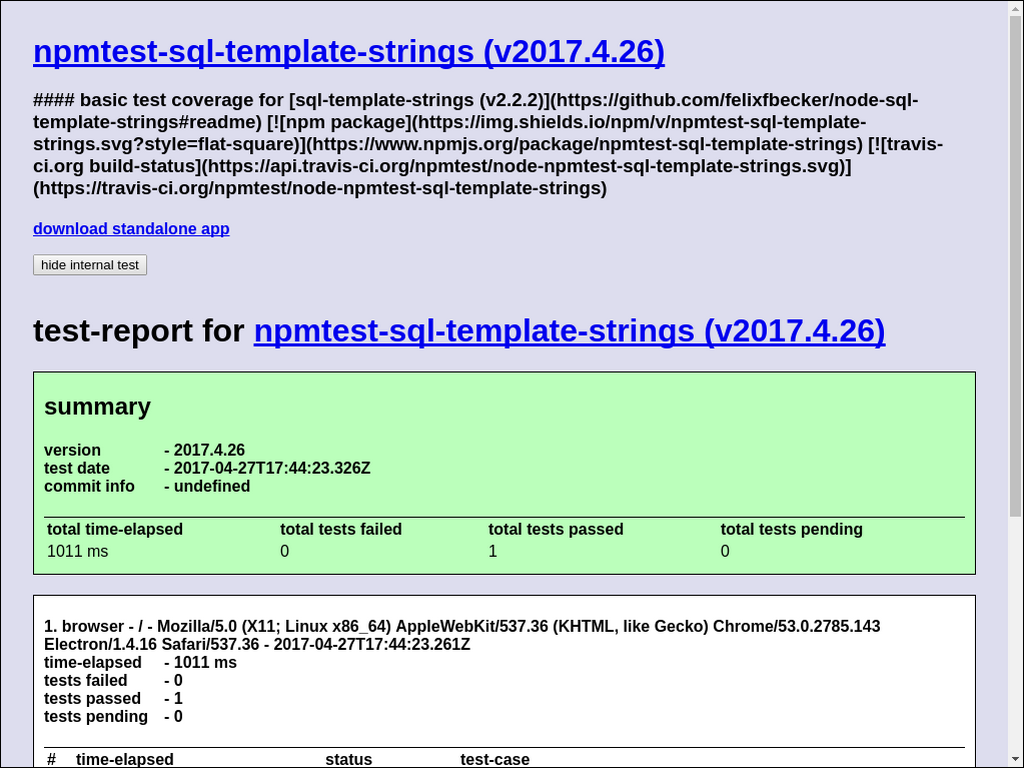 npmtest-sql-template-strings (v2017.4.26)
#### basic test coverage for [sql-template-strings (v2.2.2)](https://github.com/felixfbecker/node-sql-
template-strings#readme) [![npm package](https://img.shields.io/npm/v/npmtest-sql-template-
strings.svg?style=flat-square)](https://www.npmjs.org/package/npmtest-sql-template-strings) [![travis-
ci.org build-status](https://api.travis-ci.org/npmtest/node-npmtest-sql-template-strings.svg)]
(https://travis-ci.org/npmtest/node-npmtest-sql-template-strings)
download standalone app
hide internal test
test-report for npmtest-sql-template-strings (v2017.4.26)
summary
version - 2017.4.26
test date - 2017-04-27T17:44:23.326Z
commit info - undefined
total time-elapsed total tests failed total tests passed total tests pending
1011 ms 0 1 0
1. browser - / - Mozilla/5.0 (X11; Linux x86_64) AppleWebKit/537.36 (KHTML, like Gecko) Chrome/53.0.2785.143
Electron/1.4.16 Safari/537.36 - 2017-04-27T17:44:23.261Z
time-elapsed - 1011 ms
tests failed - 0
tests passed - 1
tests pending - 0
# time-elapsed status test-case